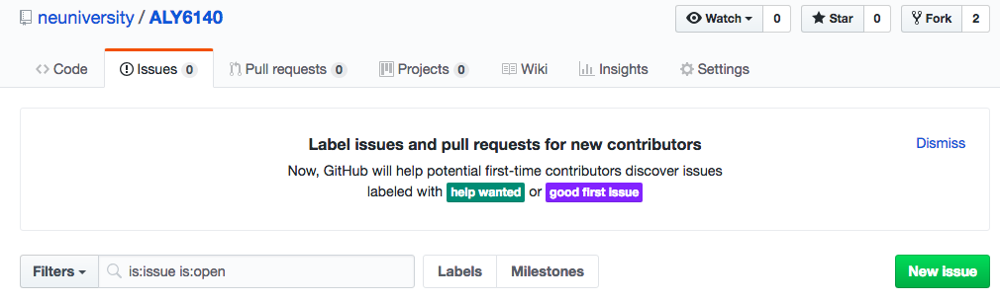 neuniversity / ALY6140 Watch 0 Star 0 Fork 2
Code Issues 0 Pull requests 0 Projects 0 Wiki Insights Settings
Label issues and pull requests for new contributors Dismiss
Now, GitHub will help potential first-time contributors discover issues
labeled with help wanted or good first issue
Filters is:issue is:open Labels Milestones New issue